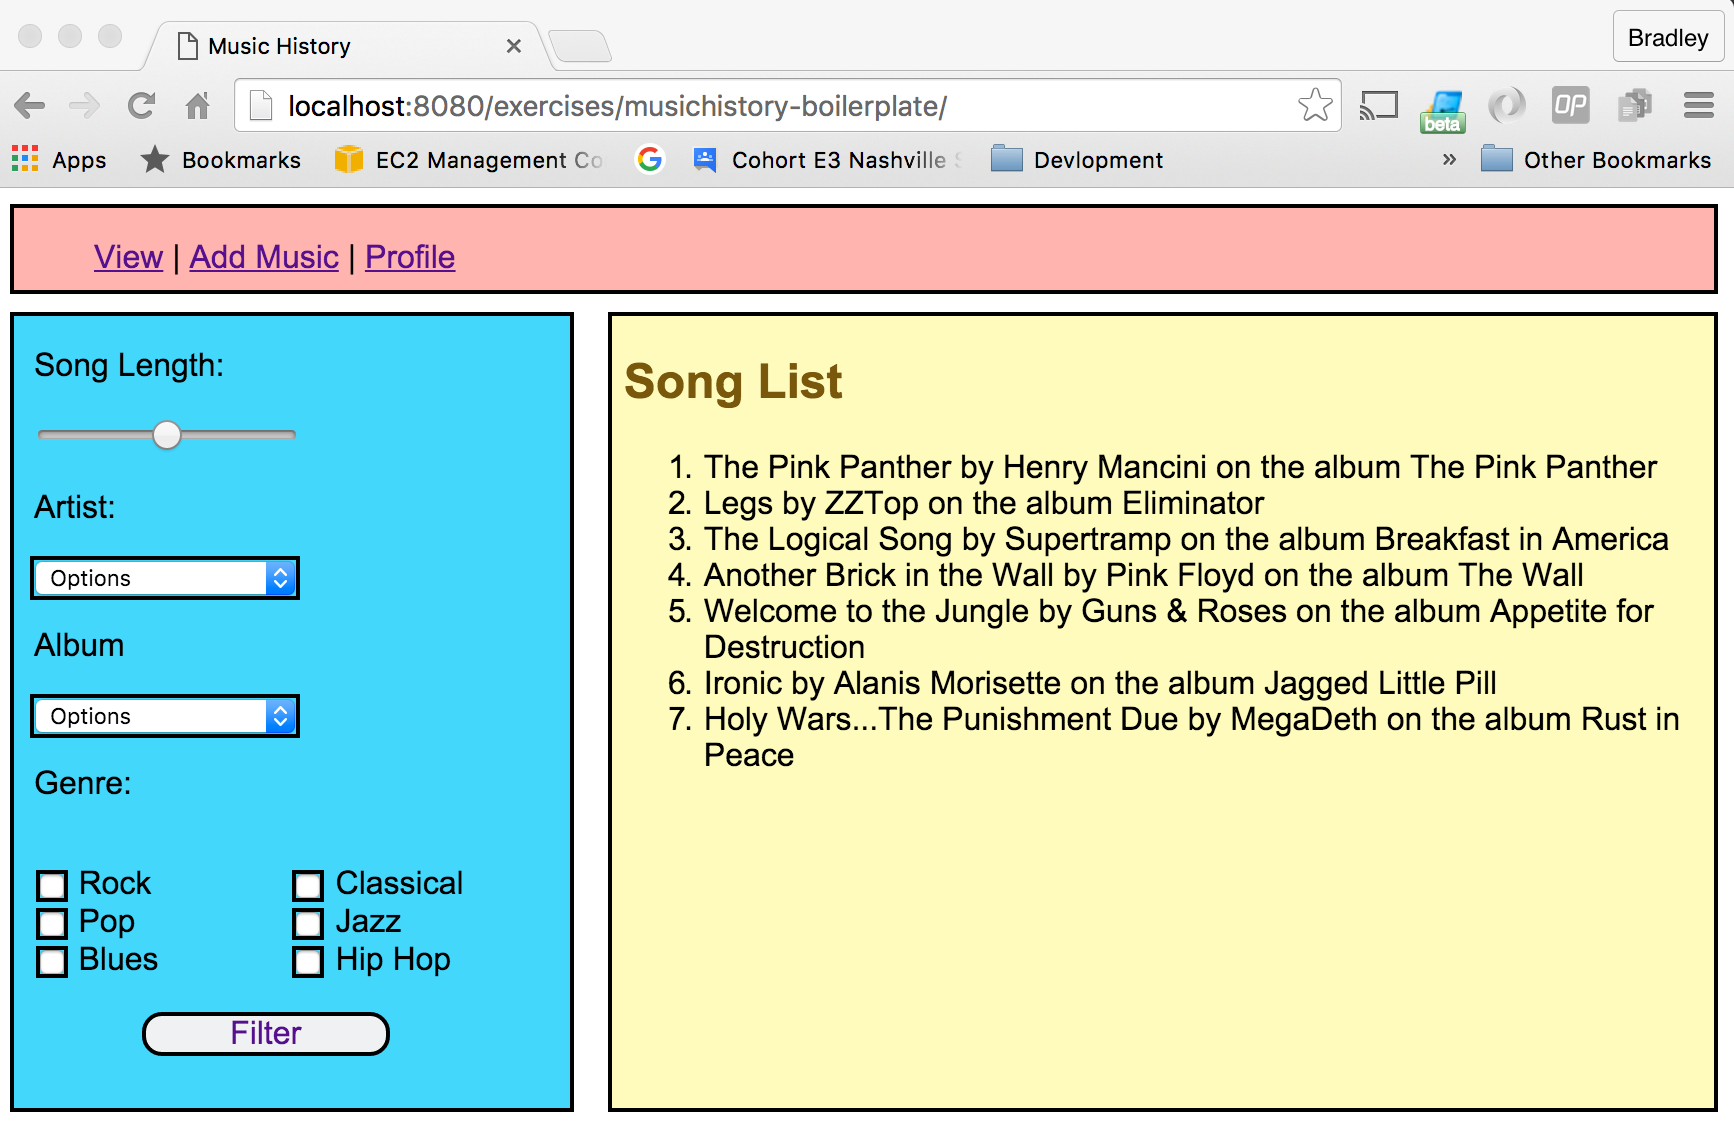 Music History
Bradley
localhost:8080/exercises/musichistory-boilerplate/
beta
OP
Apps
Bookmarks
EC2 Management Co
Cohort E3 Nashville
Devlopment
»
Other Bookmarks
View | Add Music | Profile
Song Length:
Artist:
Options
Album
Options
Genre:
Rock
Classical
Pop
Jazz
Blues
Hip Hop
Filter
Song List
1. The Pink Panther by Henry Mancini on the album The Pink Panther
2. Legs by ZZTop on the album Eliminator
3. The Logical Song by Supertramp on the album Breakfast in America
4. Another Brick in the Wall by Pink Floyd on the album The Wall
5. Welcome to the Jungle by Guns & Roses on the album Appetite for
Destruction
6. Ironic by Alanis Morisette on the album Jagged Little Pill
7. Holy Wars...The Punishment Due by MegaDeth on the album Rust in
Peace